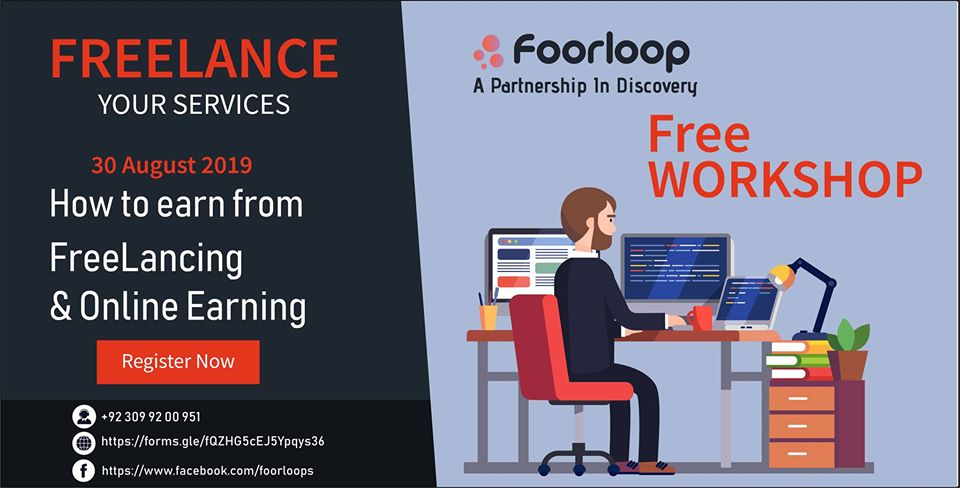 FREELANCE
YOUR SERVICES
30 August 2019
How to earn from
FreeLancing
& Online Earning
Register Now
+92 309 92 00 951
https://forms.gle/fQZHG5cEJ5Ypqys36
https://www.facebook.com/foorloops
Foorloop
A Partnership In Discovery
Free
WORKSHOP